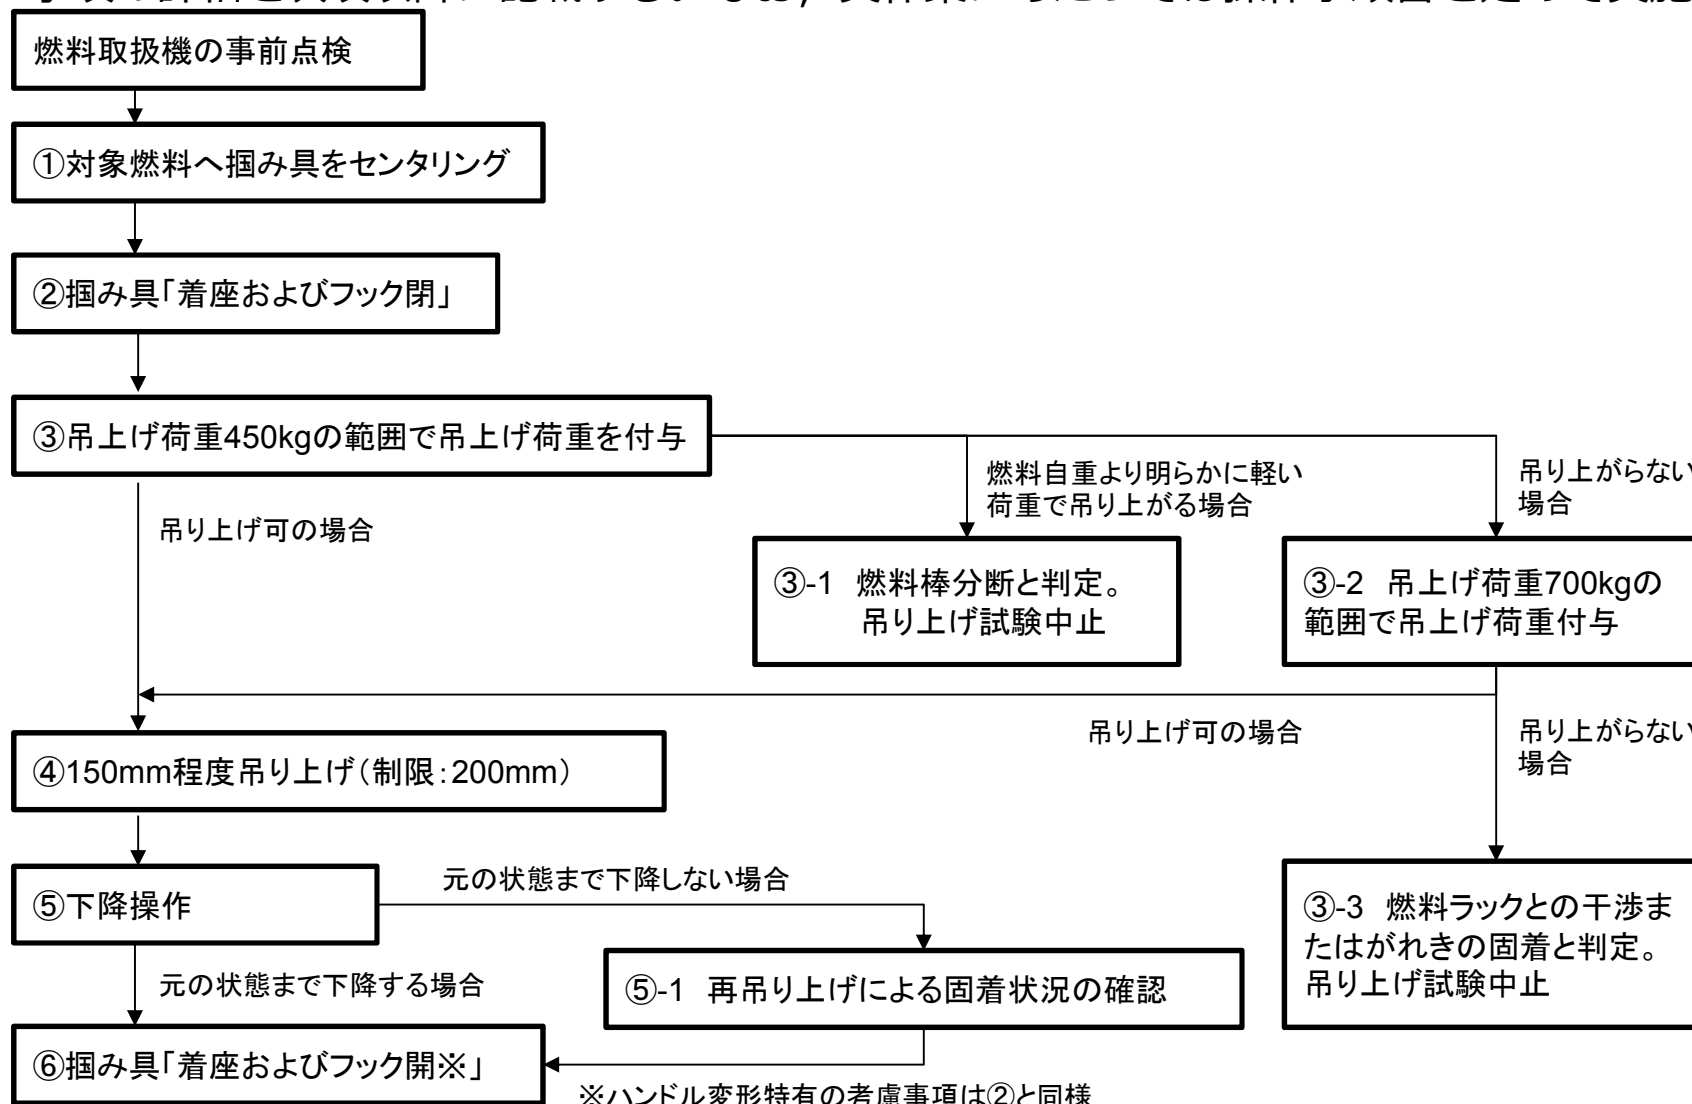 燃料取扱機の事前点検
①対象燃料へ掴み具をセンタリング
②掴み具「着座およびフック閉」
③吊上げ荷重450kgの範囲で吊上げ荷重を付与
燃料自重より明らかに軽い
荷重で吊り上がる場合
吊り上がらない
場合
吊り上げ可の場合
③-1 燃料棒分断と判定。
吊り上げ試験中止
③-2 吊上げ荷重700kgの
範囲で吊上げ荷重付与
吊り上げ可の場合
吊り上がらない
場合
④150mm程度吊り上げ（制限：200mm）
⑤下降操作
元の状態まで下降しない場合
③-3 燃料ラックとの干渉ま
たはがれきの固着と判定。
吊り上げ試験中止
元の状態まで下降する場合
⑤-1 再吊り上げによる固着状況の確認
⑥掴み具「着座およびフック開※」
※ハンドル変形特有の考慮事項は②と同様